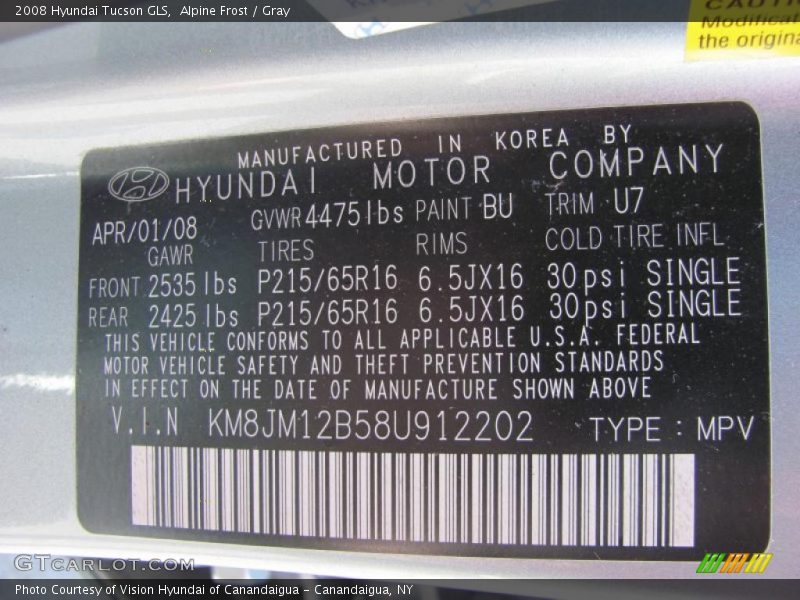 2008 Hyundai Tucson GLS, Alpine Frost / Gray
CAUTI
Modificat
the origina
MANUFACTURED IN KOREA BY
HYUNDAI MOTOR COMPANY
APR/01/08 GVWR 4475lbs PAINT BU TRIM U7
GAWR TIRES RIMS COLD TIRE INFL
FRONT 2535 lbs P215/65R16 6.5JX16 30psi SINGLE
REAR 2425 lbs P215/65R16 6.5JX16 30psi SINGLE
THIS VEHICLE CONFORMS TO ALL APPLICABLE U.S.A. FEDERAL
MOTOR VEHICLE SAFETY AND THEFT PREVENTION STANDARDS
IN EFFECT ON THE DATE OF MANUFACTURE SHOWN ABOVE
V.I.N KM8JM12B58U912202 TYPE : MPV
GTCARLOT.COM
Photo Courtesy of Vision Hyundai of Canandaigua – Canandaigua, NY